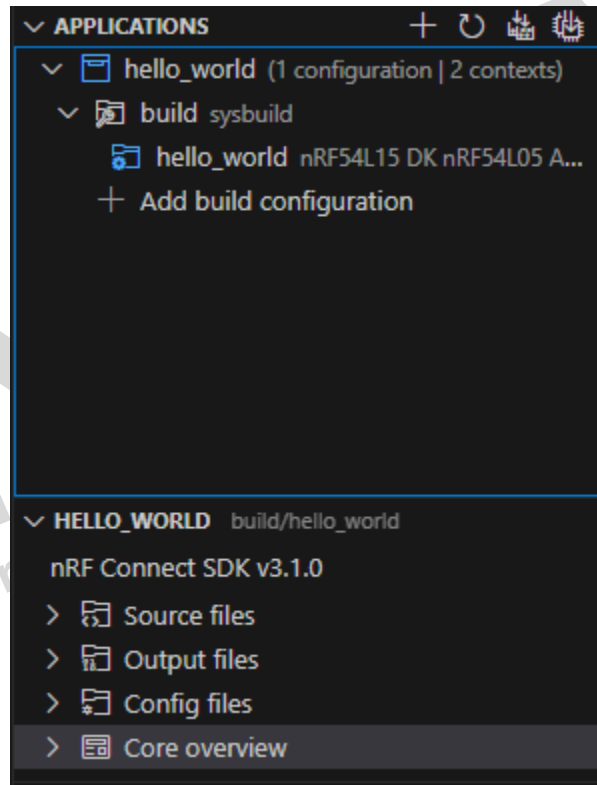 APPLICATIONS
hello_world (1 configuration | 2 contexts)
build sysbuild
hello_world nRF54L15 DK nRF54L05 A...
Add build configuration
HELLO_WORLD build/hello_world
nRF Connect SDK v3.1.0
Source files
Output files
Config files
Core overview